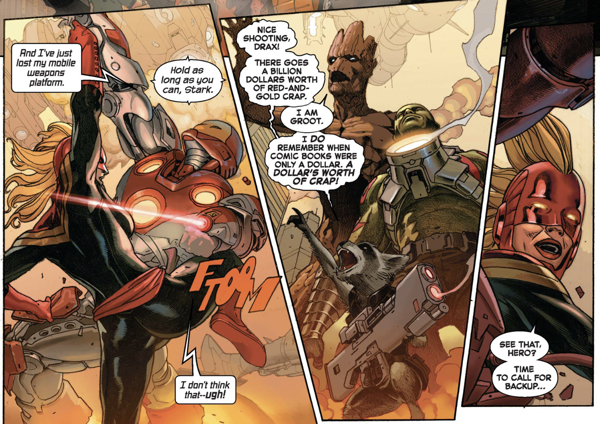 And I've just
lost my mobile
weapons
platform.
Hold as
long as you
can, Stark.
FTOOM
I don't think
that--ugh!
NICE
SHOOTING,
DRAX!
THERE GOES
A BILLION
DOLLARS WORTH
OF RED-AND-
GOLD CRAP.
I AM
GROOT.
I DO
REMEMBER WHEN
COMIC BOOKS WERE
ONLY A DOLLAR. A
DOLLAR'S WORTH
OF CRAP!
SEE THAT,
HERO?
TIME
TO CALL FOR
BACKUP...